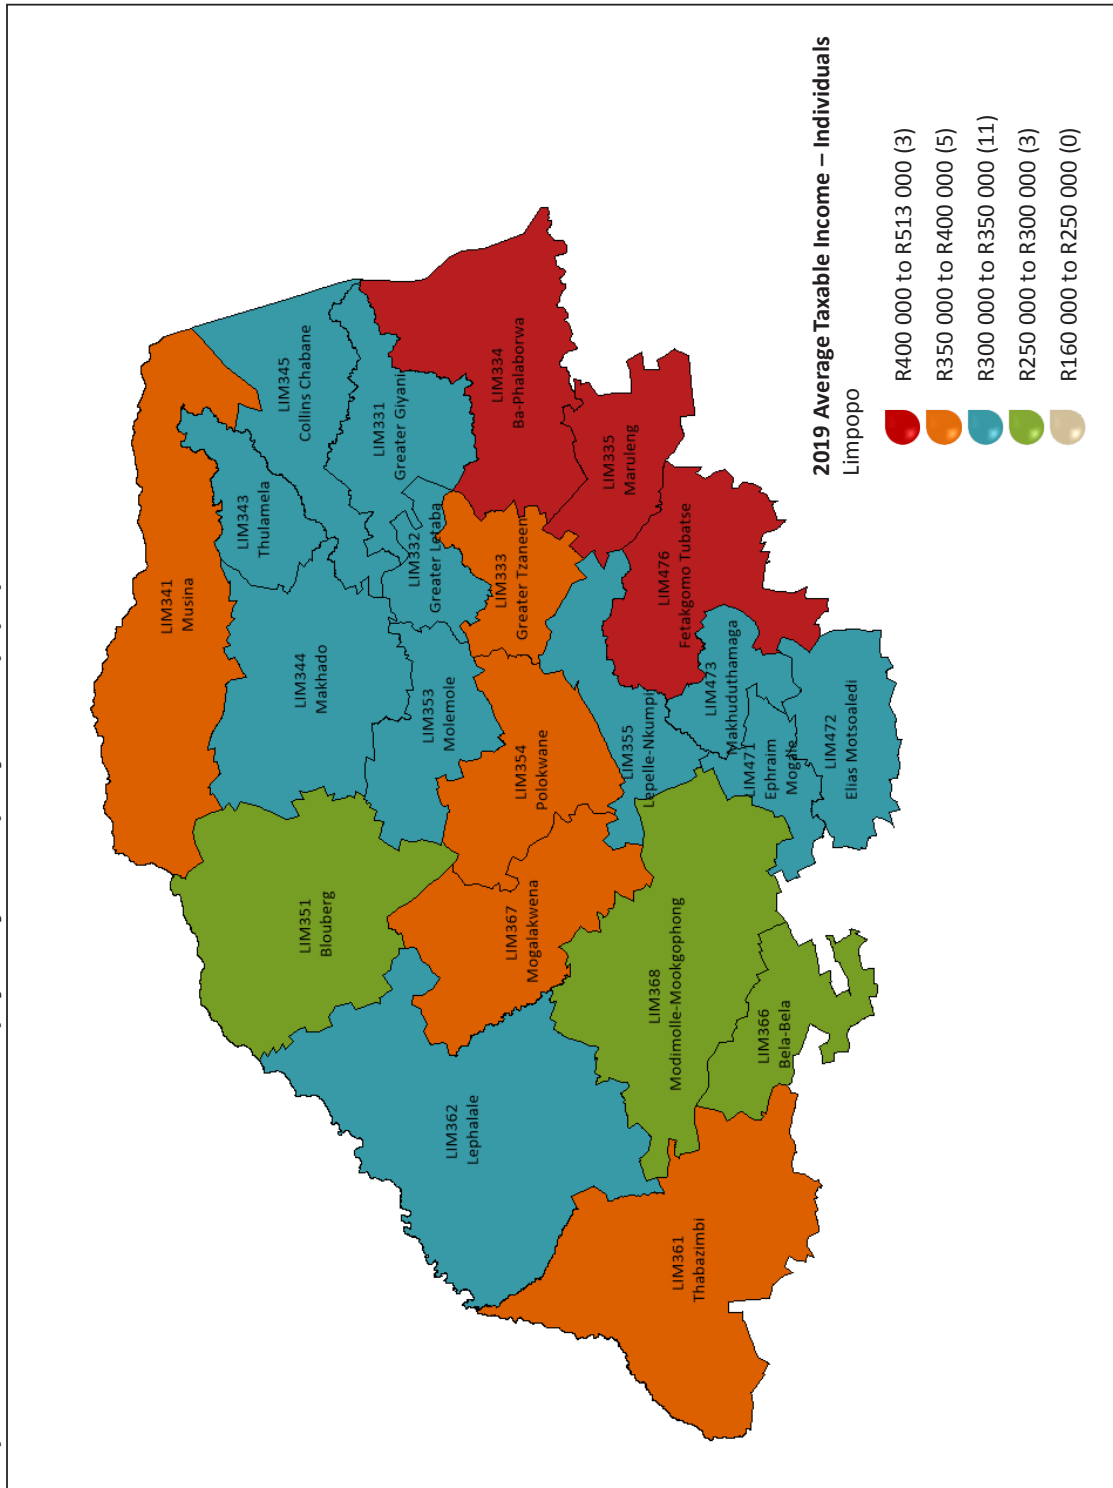 LIM341
Musina
LIM343
Thulamela
LIM345
Collins Chabane
LIM344
Makhado
LIM331
Greater Giyani
LIM332
Greater Letaba
LIM351
Blouberg
LIM353
Molemole
LIM333
Greater Tzaneen
LIM334
Ba-Phalaborwa
LIM354
Polokwane
LIM367
Mogalakwena
LIM362
Lephalale
LIM335
Maruleng
LIM355
Lepelle-Nkumpi
LIM476
Fetakgomo Tubatse
LIM368
Modimolle-Mookgophong
LIM473
Makhuduthamaga
LIM471
Ephraim
Mogale
LIM366
Bela-Bela
LIM472
Elias Motsoaledi
LIM361
Thabazimbi
2019 Average Taxable Income – Individuals
Limpopo
R400 000 to R513 000 (3)
R350 000 to R400 000 (5)
R300 000 to R350 000 (11)
R250 000 to R300 000 (3)
R160 000 to R250 000 (0)